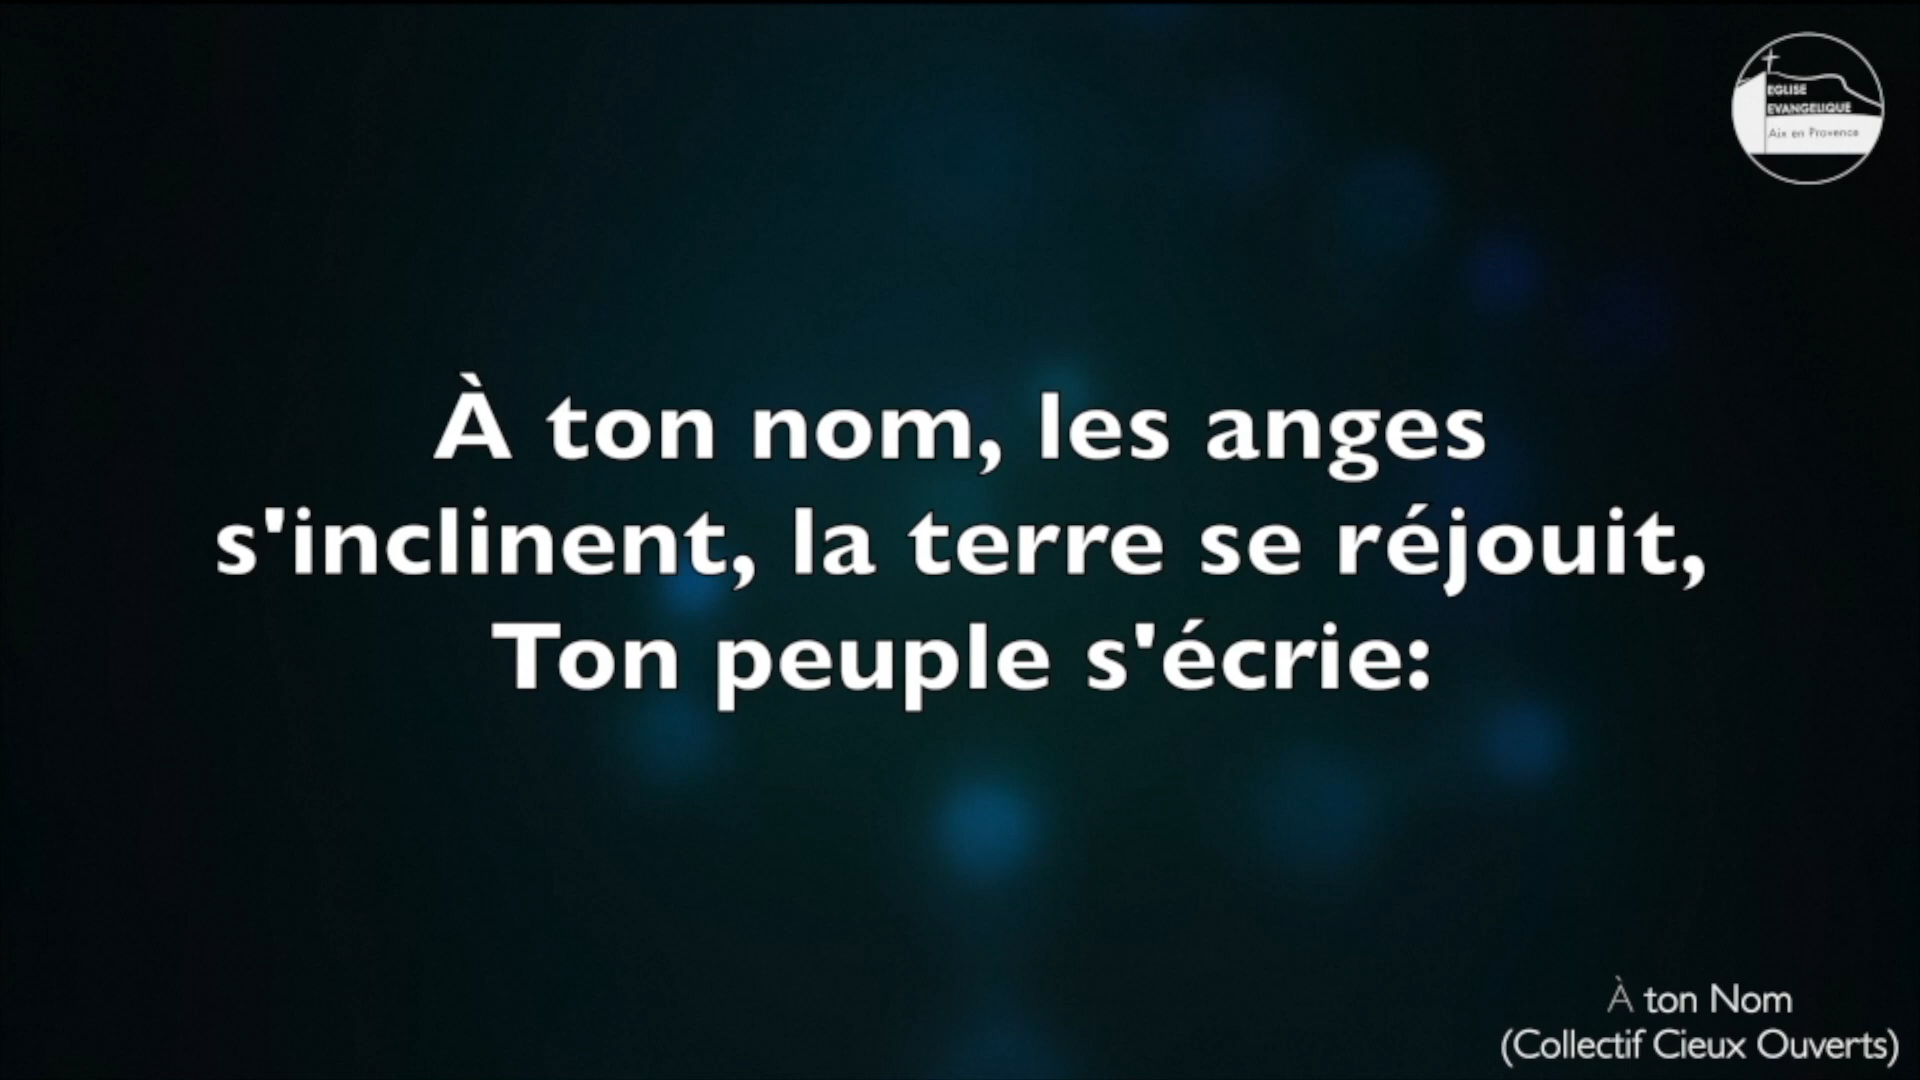 EGLISE
EVANGELIQUE
Aix en Provence
À ton nom, les anges
s'inclinent, la terre se réjouit,
Ton peuple s'écrie:
À ton Nom
(Collectif Cieux Ouverts)